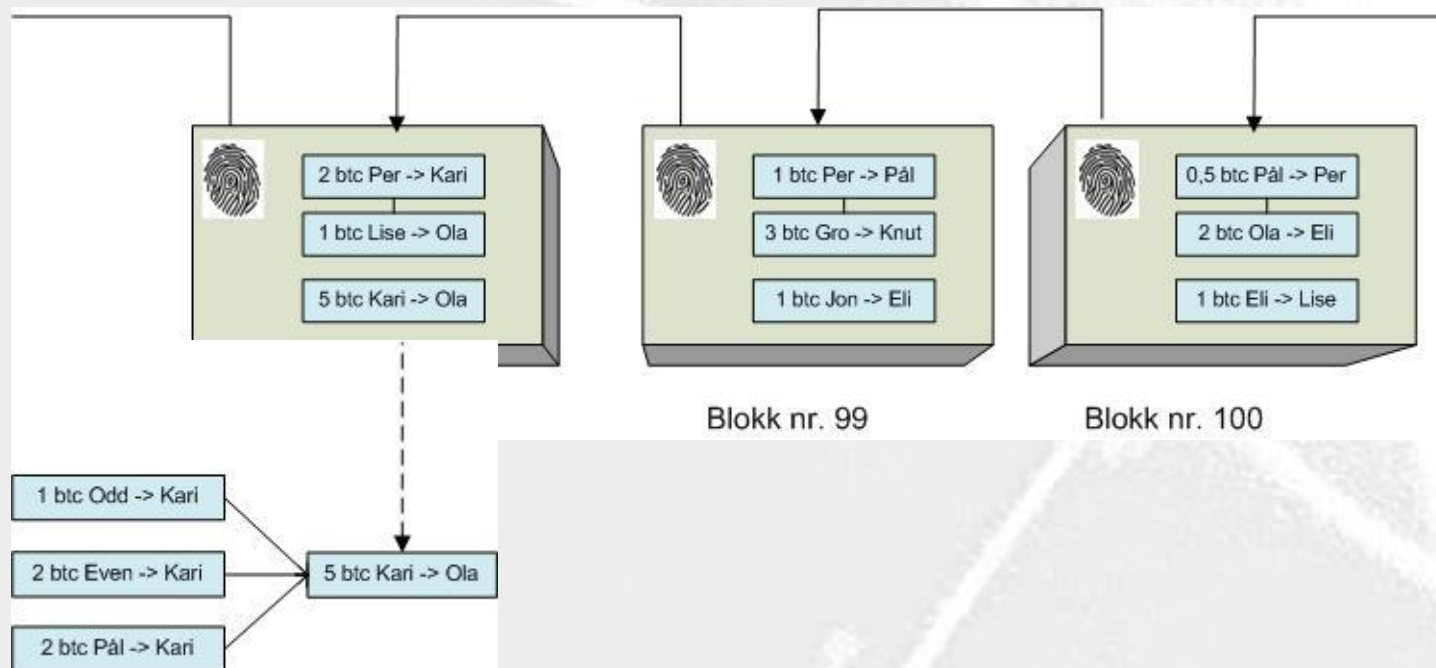 2 btc Per -> Kari
1 btc Lise -> Ola
5 btc Kari -> Ola
1 btc Per -> Pål
3 btc Gro -> Knut
1 btc Jon -> Eli
0,5 btc Pål -> Per
2 btc Ola -> Eli
1 btc Eli -> Lise
Blokk nr. 99
Blokk nr. 100
1 btc Odd -> Kari
2 btc Even -> Kari
2 btc Pål -> Kari
5 btc Kari -> Ola